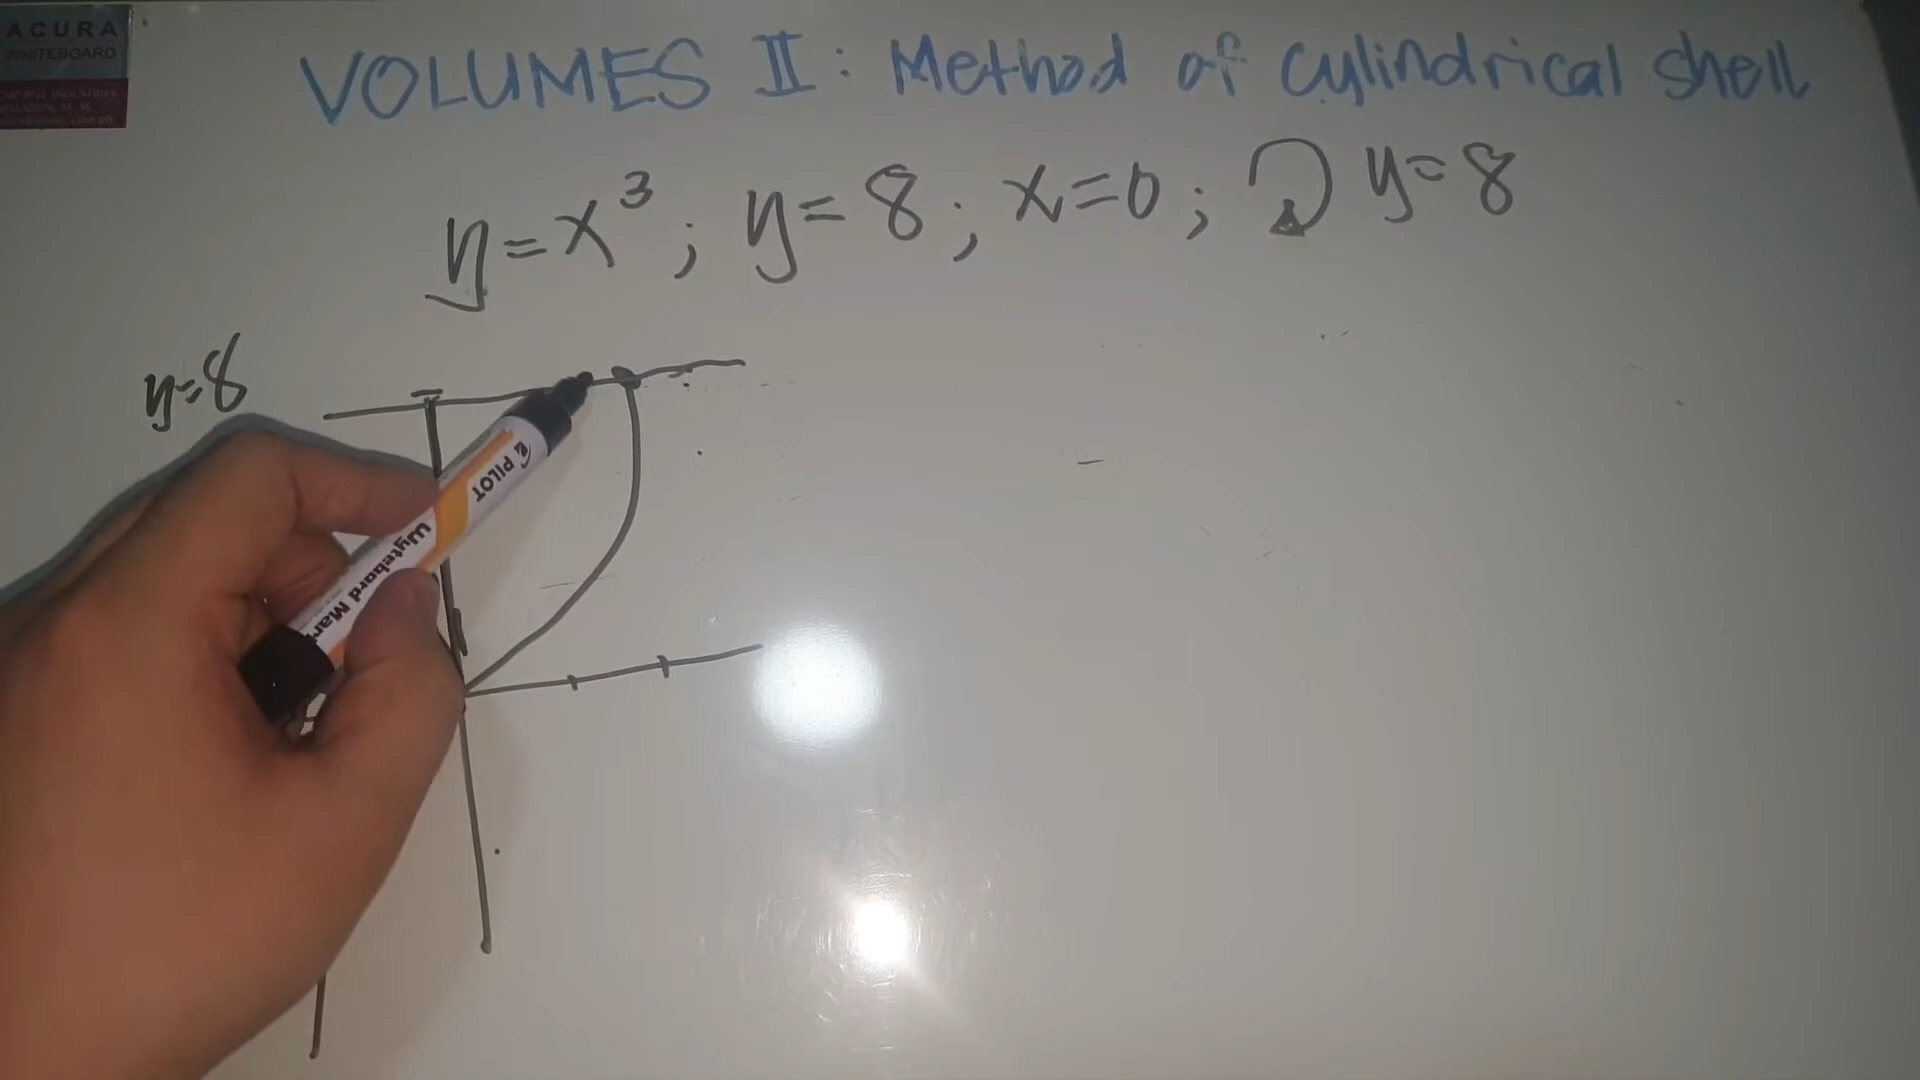 ACURA
WHITEBOARD
VOLUMES II: Method of cylindrical shell
y=x³; y=8; x=0; y=8
y=8
PILOT
Wyteboard Mar